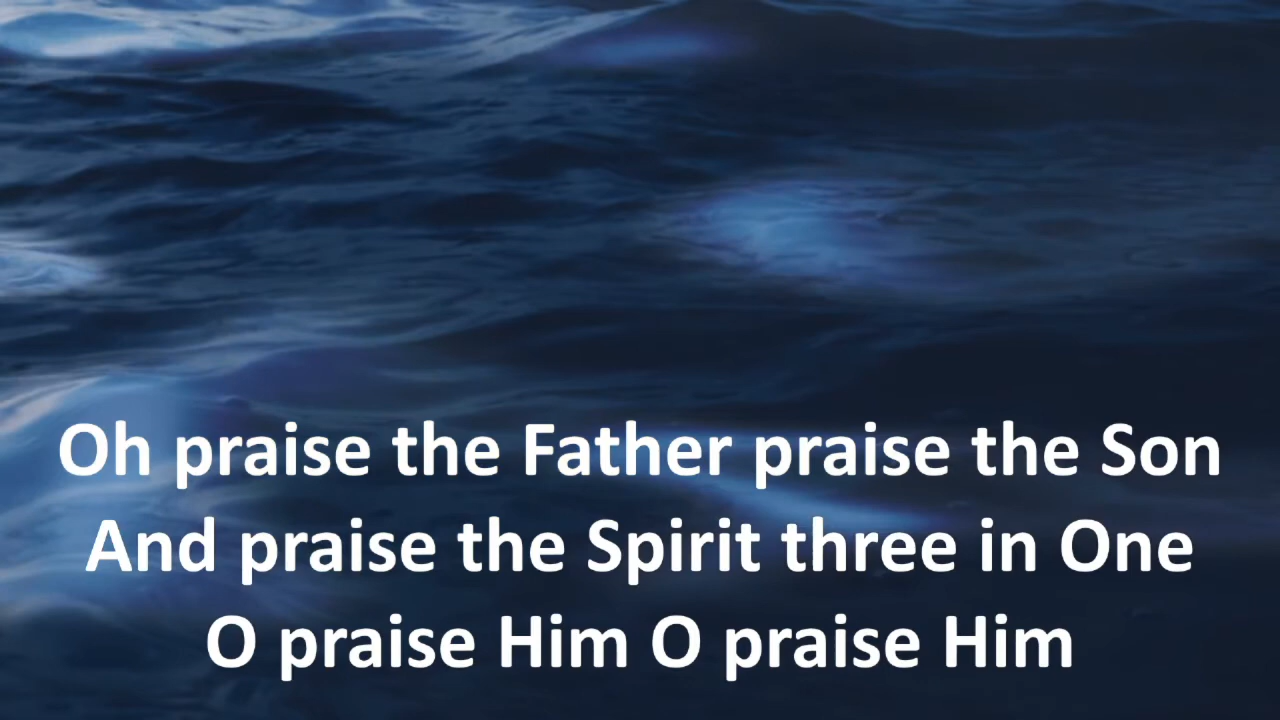 Oh praise the Father praise the Son
And praise the Spirit three in One
O praise Him O praise Him